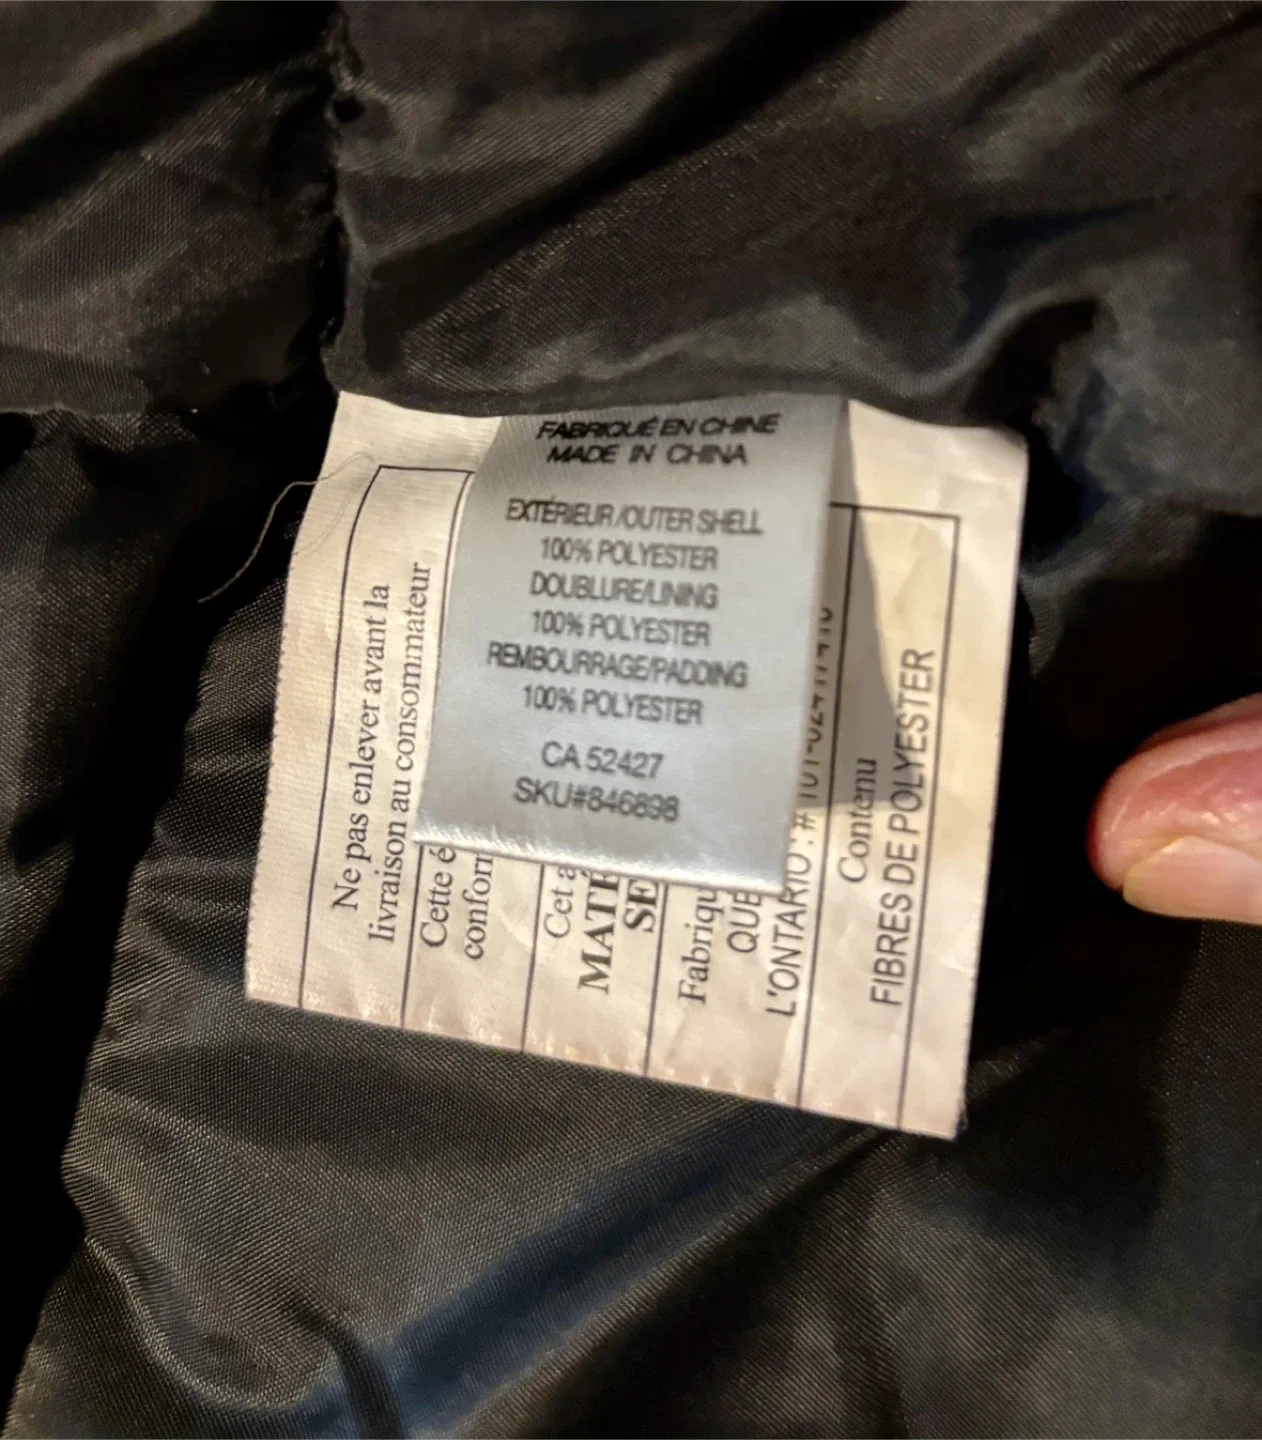 FABRIQUÉ EN CHINE
MADE IN CHINA
EXTÉRIEUR/OUTER SHELL
100% POLYESTER
DOUBLURE/LINING
100% POLYESTER
REMBOURRAGE/PADDING
100% POLYESTER
CA 52427
SKU#846898
Ne pas enlever avant la
livraison au consommateur
Cette é
conform
Cet a
MATÉ
SE
Fabriqu
QUE
L'ONTARIO : #
Contenu
FIBRES DE POLYESTER